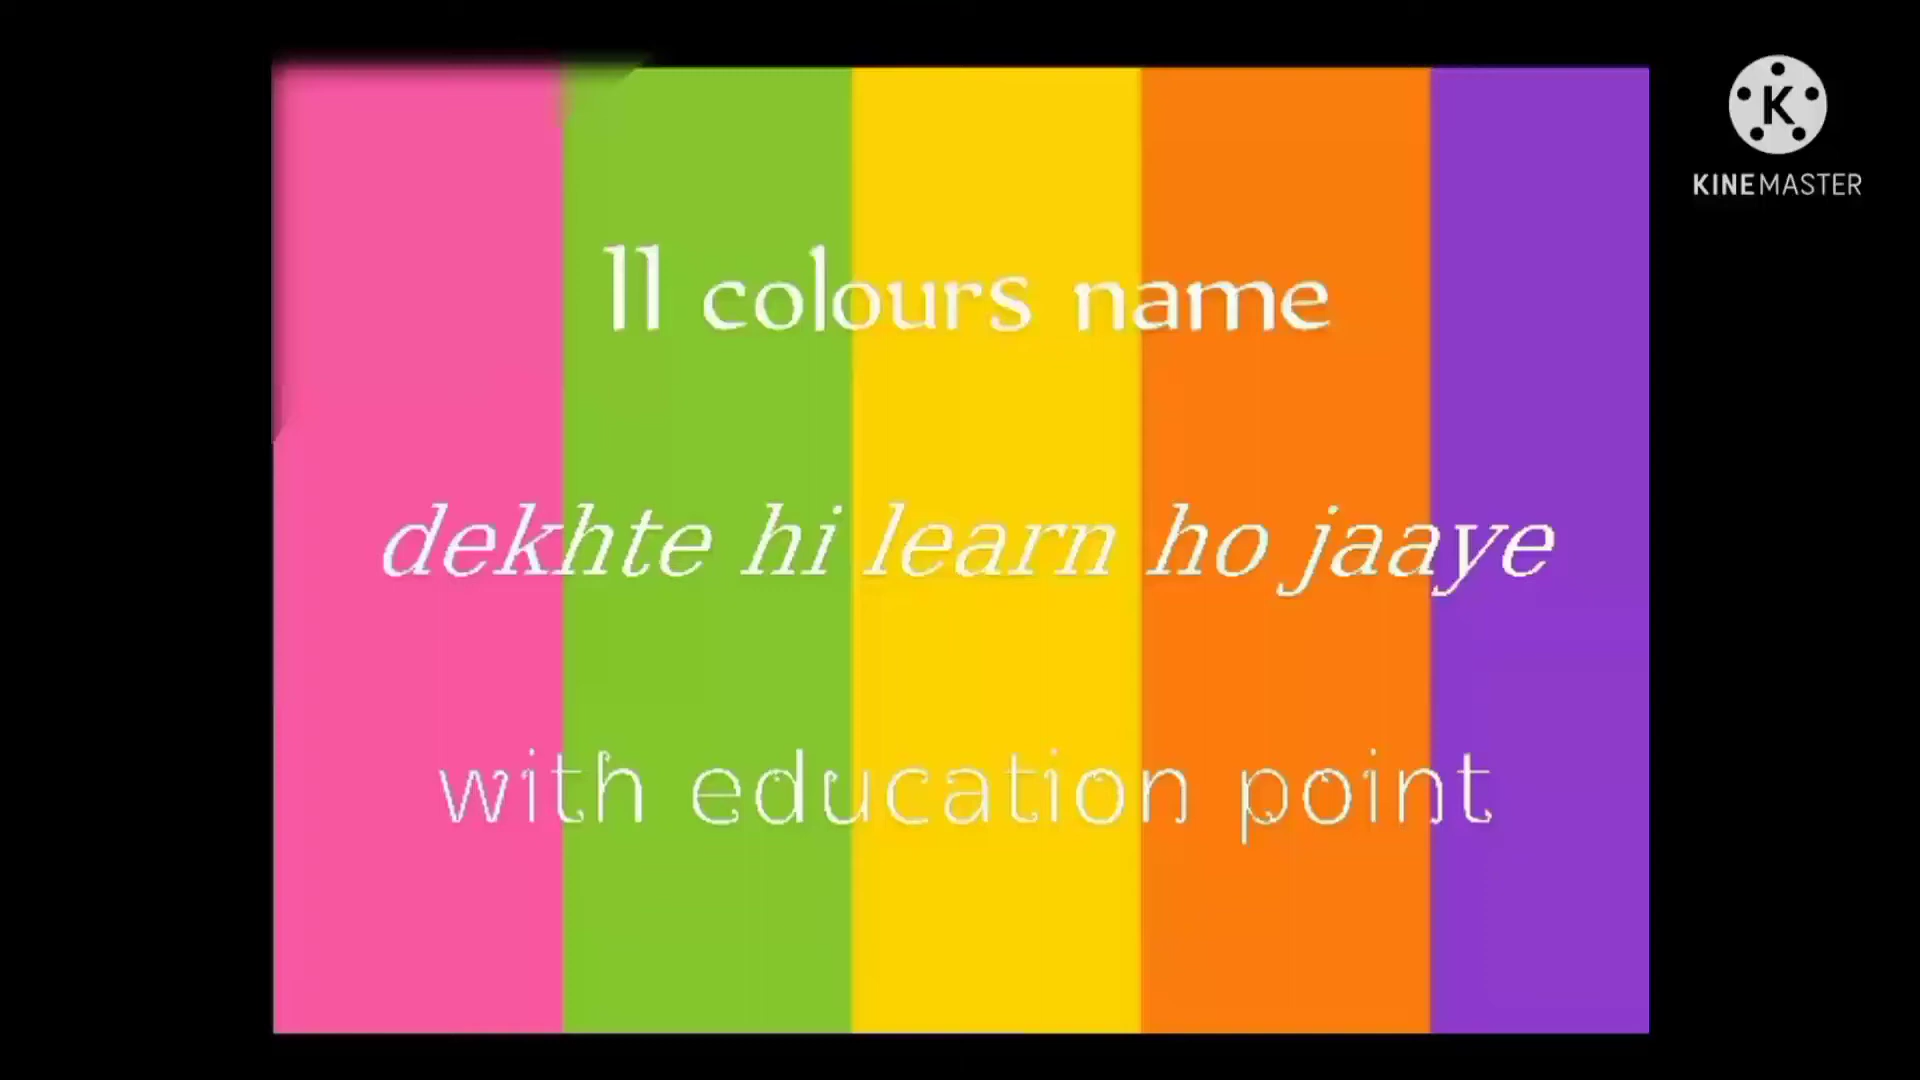 11 colours name
dekhte hi learn ho jaaye
with education point
K
KINEMASTER